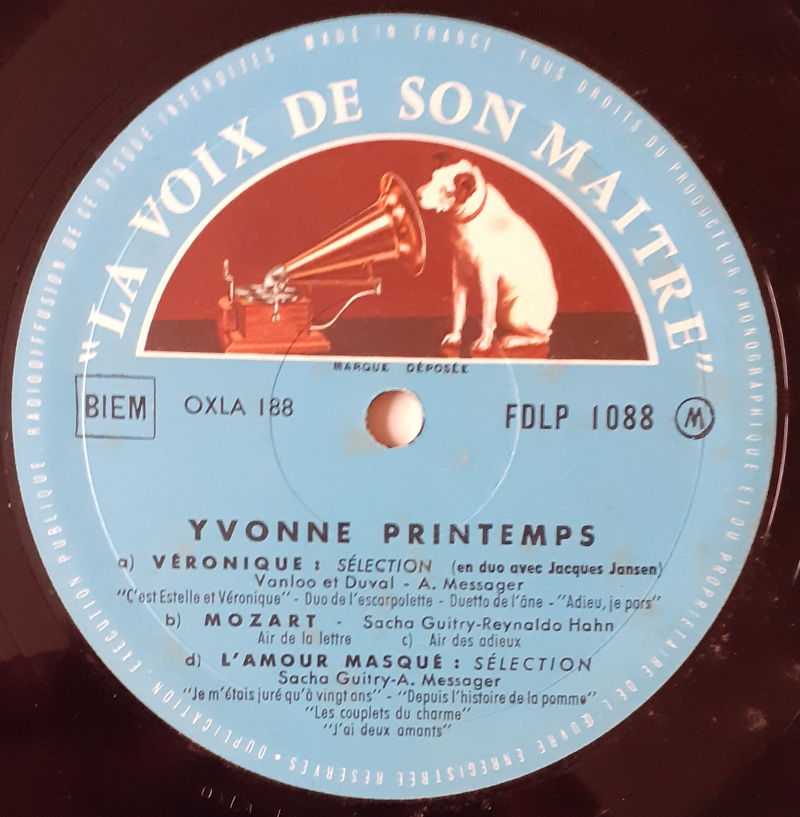 MADE IN FRANCE TOUS DROITS DU PRODUCTEUR PHONOGRAPHIQUE ET DU PROPRIETAIRE DE L'ŒUVRE ENREGISTREE RESERVES • DUPLICATION. EXECUTION PUBLIQUE. RADIODIFFUSION DE CE DISQUE INTERDITES
"LA VOIX DE SON MAITRE"
MARQUE DÉPOSÉE
BIEM OXLA 188 FDLP 1088 M
YVONNE PRINTEMPS
a) VÉRONIQUE : SÉLECTION (en duo avec Jacques Jansen)
Vanloo et Duval - A. Messager
"C'est Estelle et Véronique" - Duo de l'escarpolette - Duetto de l'âne - "Adieu, je pars"
b) MOZART - Sacha Guitry-Reynaldo Hahn
Air de la lettre c) Air des adieux
d) L'AMOUR MASQUÉ : SÉLECTION
Sacha Guitry-A. Messager
"Je m'étais juré qu'à vingt ans" - "Depuis l'histoire de la pomme"
"Les couplets du charme"
"J'ai deux amants"